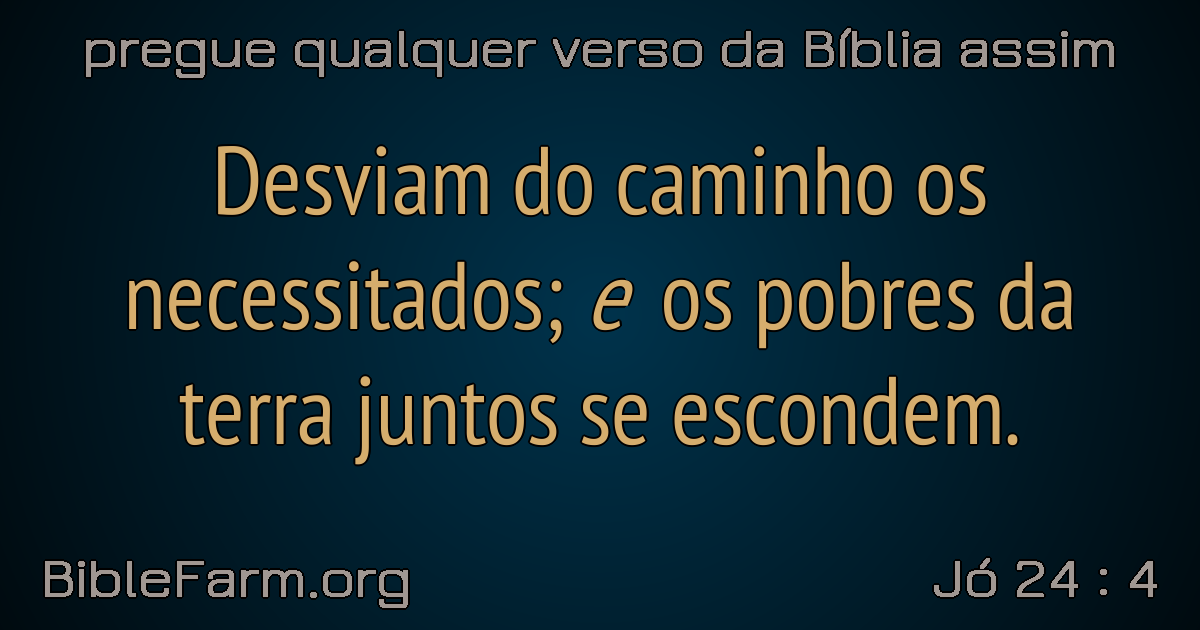 pregue qualquer verso da Bíblia assim
Desviam do caminho os
necessitados; e os pobres da
terra juntos se escondem.
BibleFarm.org
Jó 24 : 4